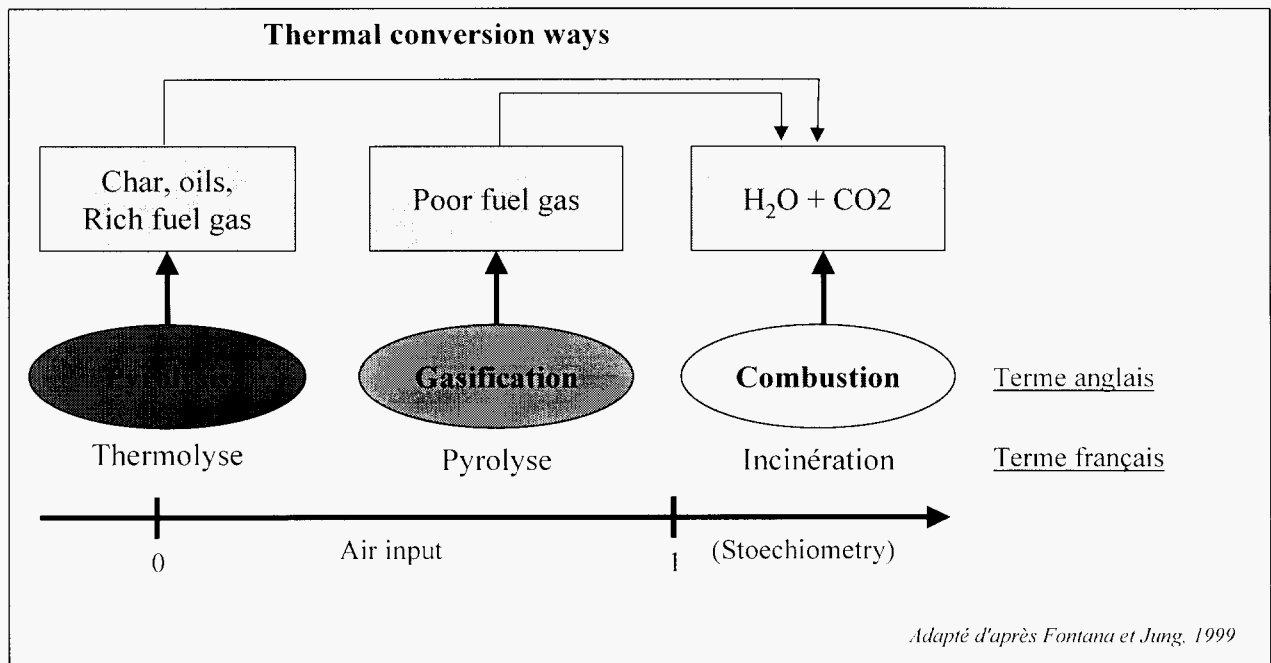 Thermal conversion ways
Char, oils,
Rich fuel gas
Poor fuel gas
H₂O + CO2
Pyrolysis
Gasification
Combustion
Terme anglais
Thermolyse
Pyrolyse
Incinération
Terme français
0
Air input
1
(Stoechiometry)
Adapté d'après Fontana et Jung, 1999